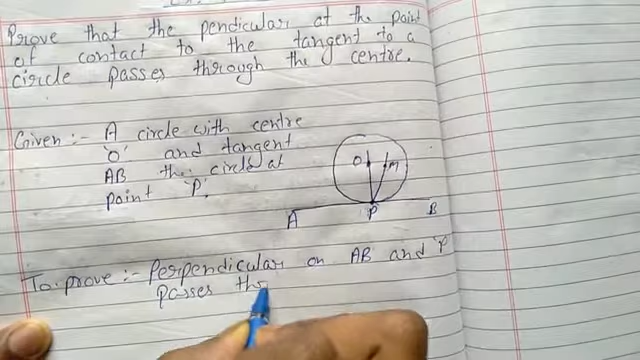 Prove that the pendicular at the point
of contact to the tangent to a
circle passes through the centre.
Given :- A circle with centre
'O' and tangent
AB the circle at
point 'P'.
O
M
A
P
B
To prove :- Perpendicular on AB and 'P
passes thr